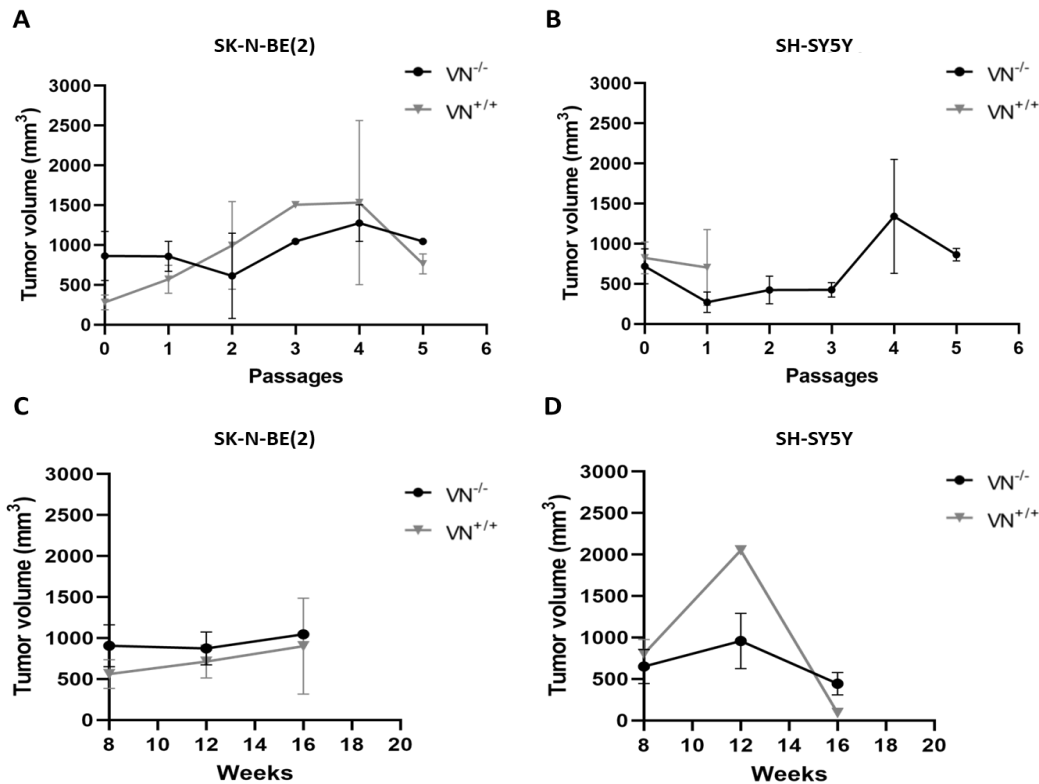 A
SK-N-BE(2)
VN-/-
VN+/+
Tumor volume (mm3)
3000
2500
2000
1500
1000
500
0
0 1 2 3 4 5 6
Passages
B
SH-SY5Y
VN-/-
VN+/+
Tumor volume (mm3)
3000
2500
2000
1500
1000
500
0
0 1 2 3 4 5 6
Passages
C
SK-N-BE(2)
VN-/-
VN+/+
Tumor volume (mm3)
3000
2500
2000
1500
1000
500
0
8 10 12 14 16 18 20
Weeks
D
SH-SY5Y
VN-/-
VN+/+
Tumor volume (mm3)
3000
2500
2000
1500
1000
500
0
8 10 12 14 16 18 20
Weeks